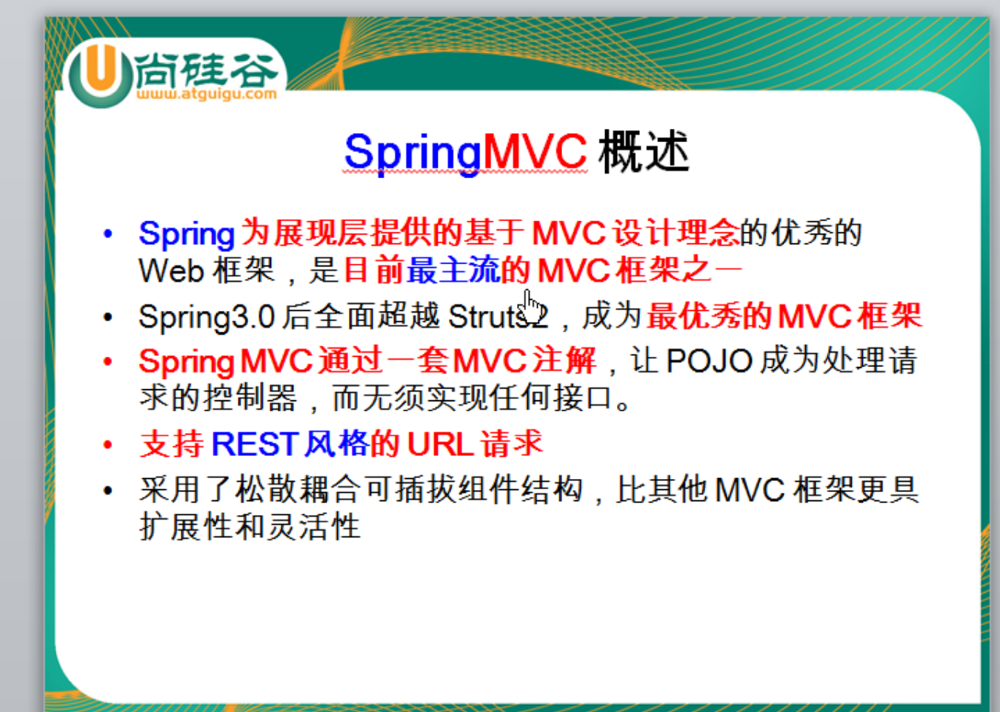 尚硅谷
www.atguigu.com
SpringMVC 概述
• Spring 为展现层提供的基于 MVC 设计理念的优秀的
Web 框架，是目前最主流的 MVC 框架之一
• Spring3.0 后全面超越 Struts2，成为最优秀的 MVC 框架
• Spring MVC 通过一套 MVC 注解，让 POJO 成为处理请
求的控制器，而无须实现任何接口。
• 支持 REST 风格的 URL 请求
• 采用了松散耦合可插拔组件结构，比其他 MVC 框架更具
扩展性和灵活性